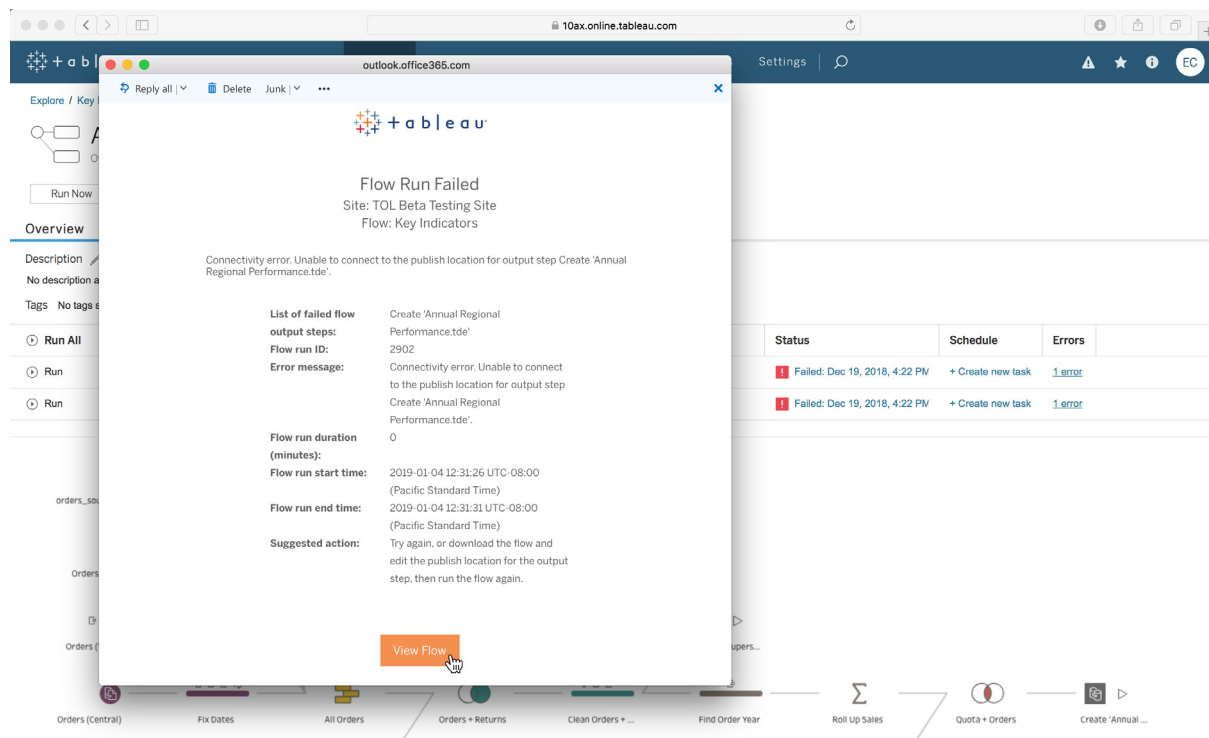 10ax.online.tableau.com
+ a b l
Settings
EC
outlook.office365.com
Reply all
Delete
Junk
Explore / Key
+ a b l e a u
A
Run Now
Overview
Description
No description a
Tags No tags s
Run All
Run
Run
Flow Run Failed
Site: TOL Beta Testing Site
Flow: Key Indicators
Connectivity error. Unable to connect to the publish location for output step Create 'Annual
Regional Performance.tde'.
List of failed flow
output steps:
Create 'Annual Regional
Performance.tde'
Flow run ID:
2902
Error message:
Connectivity error. Unable to connect
to the publish location for output step
Create 'Annual Regional
Performance.tde'.
Flow run duration
(minutes):
0
Flow run start time:
2019-01-04 12:31:26 UTC-08:00
(Pacific Standard Time)
Flow run end time:
2019-01-04 12:31:31 UTC-08:00
(Pacific Standard Time)
Suggested action:
Try again, or download the flow and
edit the publish location for the output
step, then run the flow again.
View Flow
Status
Schedule
Errors
Failed: Dec 19, 2018, 4:22 PM
+ Create new task
1 error
Failed: Dec 19, 2018, 4:22 PM
+ Create new task
1 error
orders_sou
Orders
Orders (
upers...
Orders (Central)
Fix Dates
All Orders
Orders + Returns
Clean Orders + ...
Find Order Year
Roll Up Sales
Quota + Orders
Create 'Annual ...